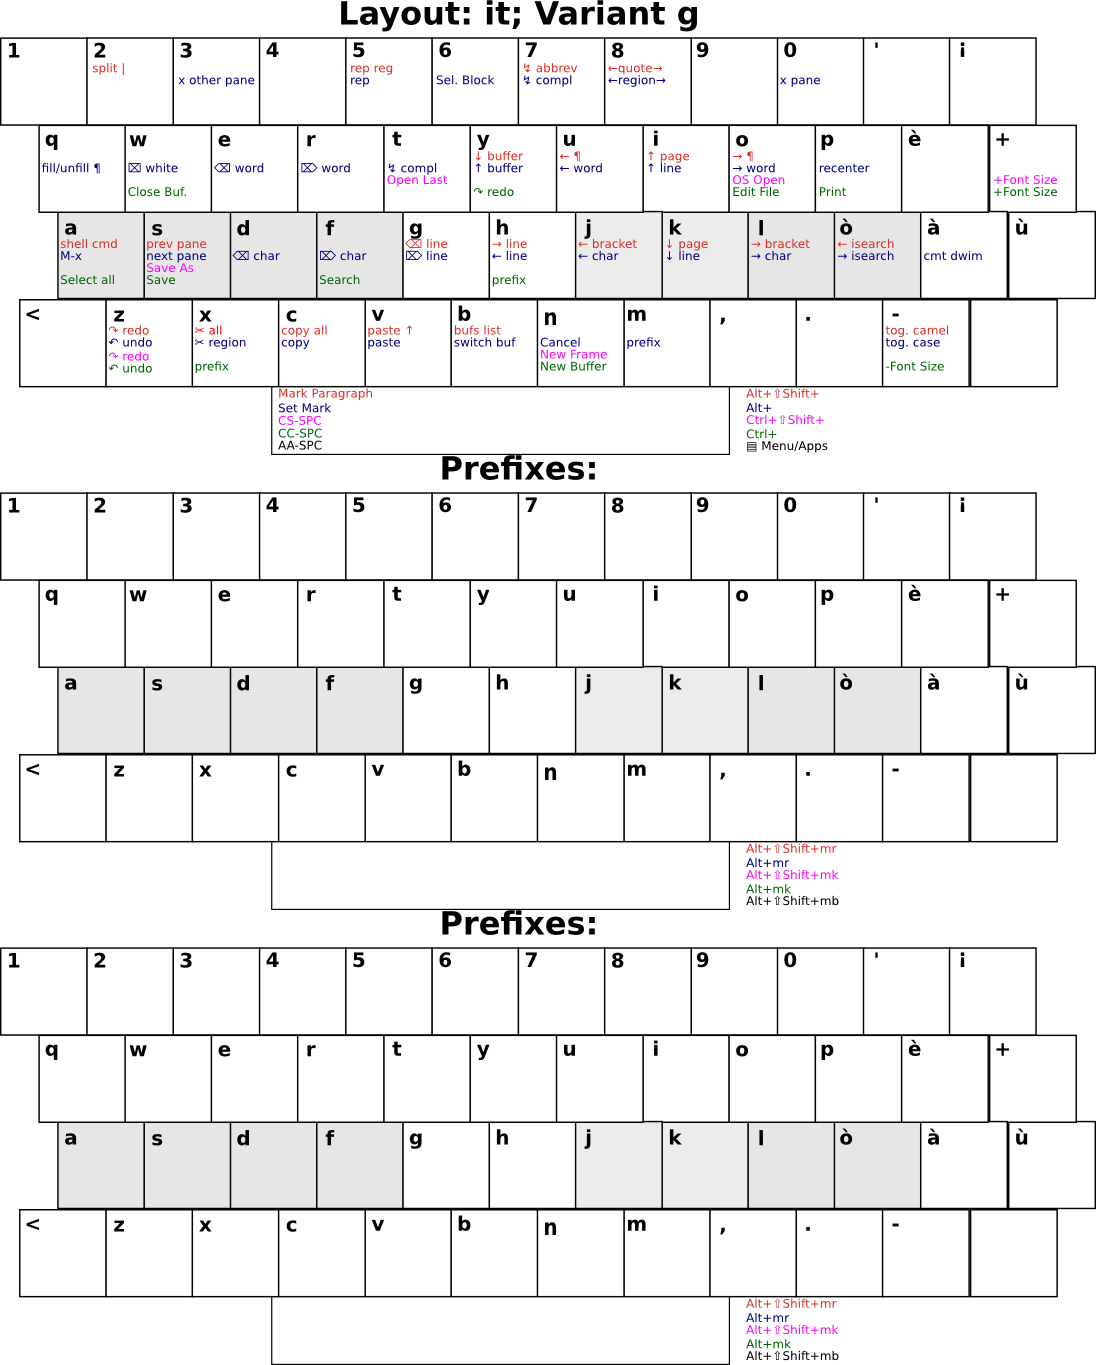 Layout: it; Variant g
1 2 3 4 5 6 7 8 9 0 ' ¡
split | rep reg ↯ abbrev ←quote→
x other pane rep Sel. Block ↯ compl ←region→ x pane
q w e r t y u i o p è +
↓ buffer ← ¶ ↑ page → ¶
fill/unfill ¶ ⌧ white ⌫ word ⌦ word ↯ compl ↑ buffer ← word ↑ line → word recenter
Open Last OS Open +Font Size
Close Buf. ↷ redo Edit File Print +Font Size
a s d f g h j k l ò à ù
shell cmd prev pane ⌫ line → line ← bracket ↓ page → bracket ← isearch
M-x next pane ⌫ char ⌦ char ⌦ line ← line ← char ↓ line → char → isearch cmt dwim
Save As
Select all Save Search prefix
< z x c v b n m , . -
↷ redo ✂ all copy all paste ↑ bufs list tog. camel
↶ undo ✂ region copy paste switch buf Cancel prefix tog. case
↷ redo New Frame
↶ undo prefix New Buffer -Font Size
Mark Paragraph Alt+⇧Shift+
Set Mark Alt+
CS-SPC Ctrl+⇧Shift+
CC-SPC Ctrl+
AA-SPC ▤ Menu/Apps
Prefixes:
1 2 3 4 5 6 7 8 9 0 ' ¡
q w e r t y u i o p è +
a s d f g h j k l ò à ù
< z x c v b n m , . -
Alt+⇧Shift+mr
Alt+mr
Alt+⇧Shift+mk
Alt+mk
Alt+⇧Shift+mb
Prefixes:
1 2 3 4 5 6 7 8 9 0 ' ¡
q w e r t y u i o p è +
a s d f g h j k l ò à ù
< z x c v b n m , . -
Alt+⇧Shift+mr
Alt+mr
Alt+⇧Shift+mk
Alt+mk
Alt+⇧Shift+mb